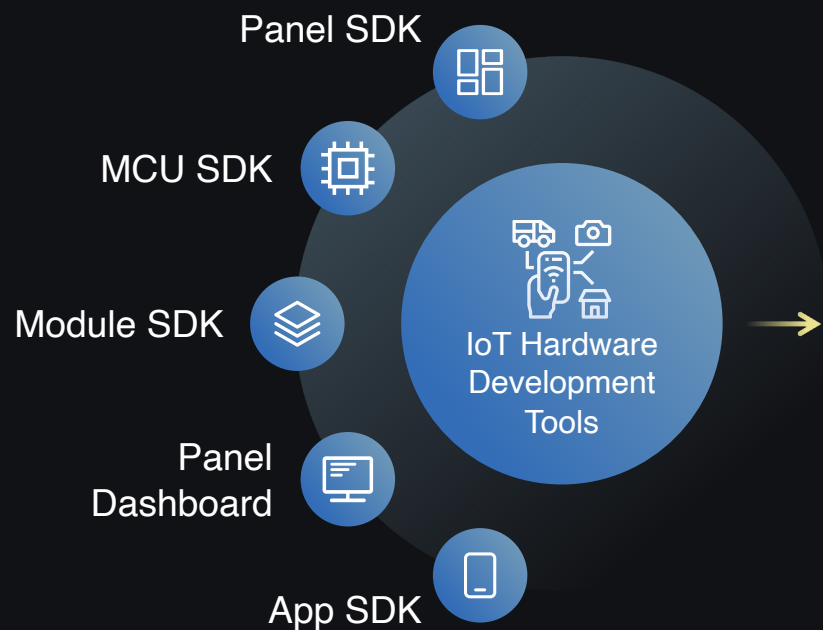 Panel SDK
MCU SDK
Module SDK
Panel
Dashboard
App SDK
IoT Hardware
Development
Tools